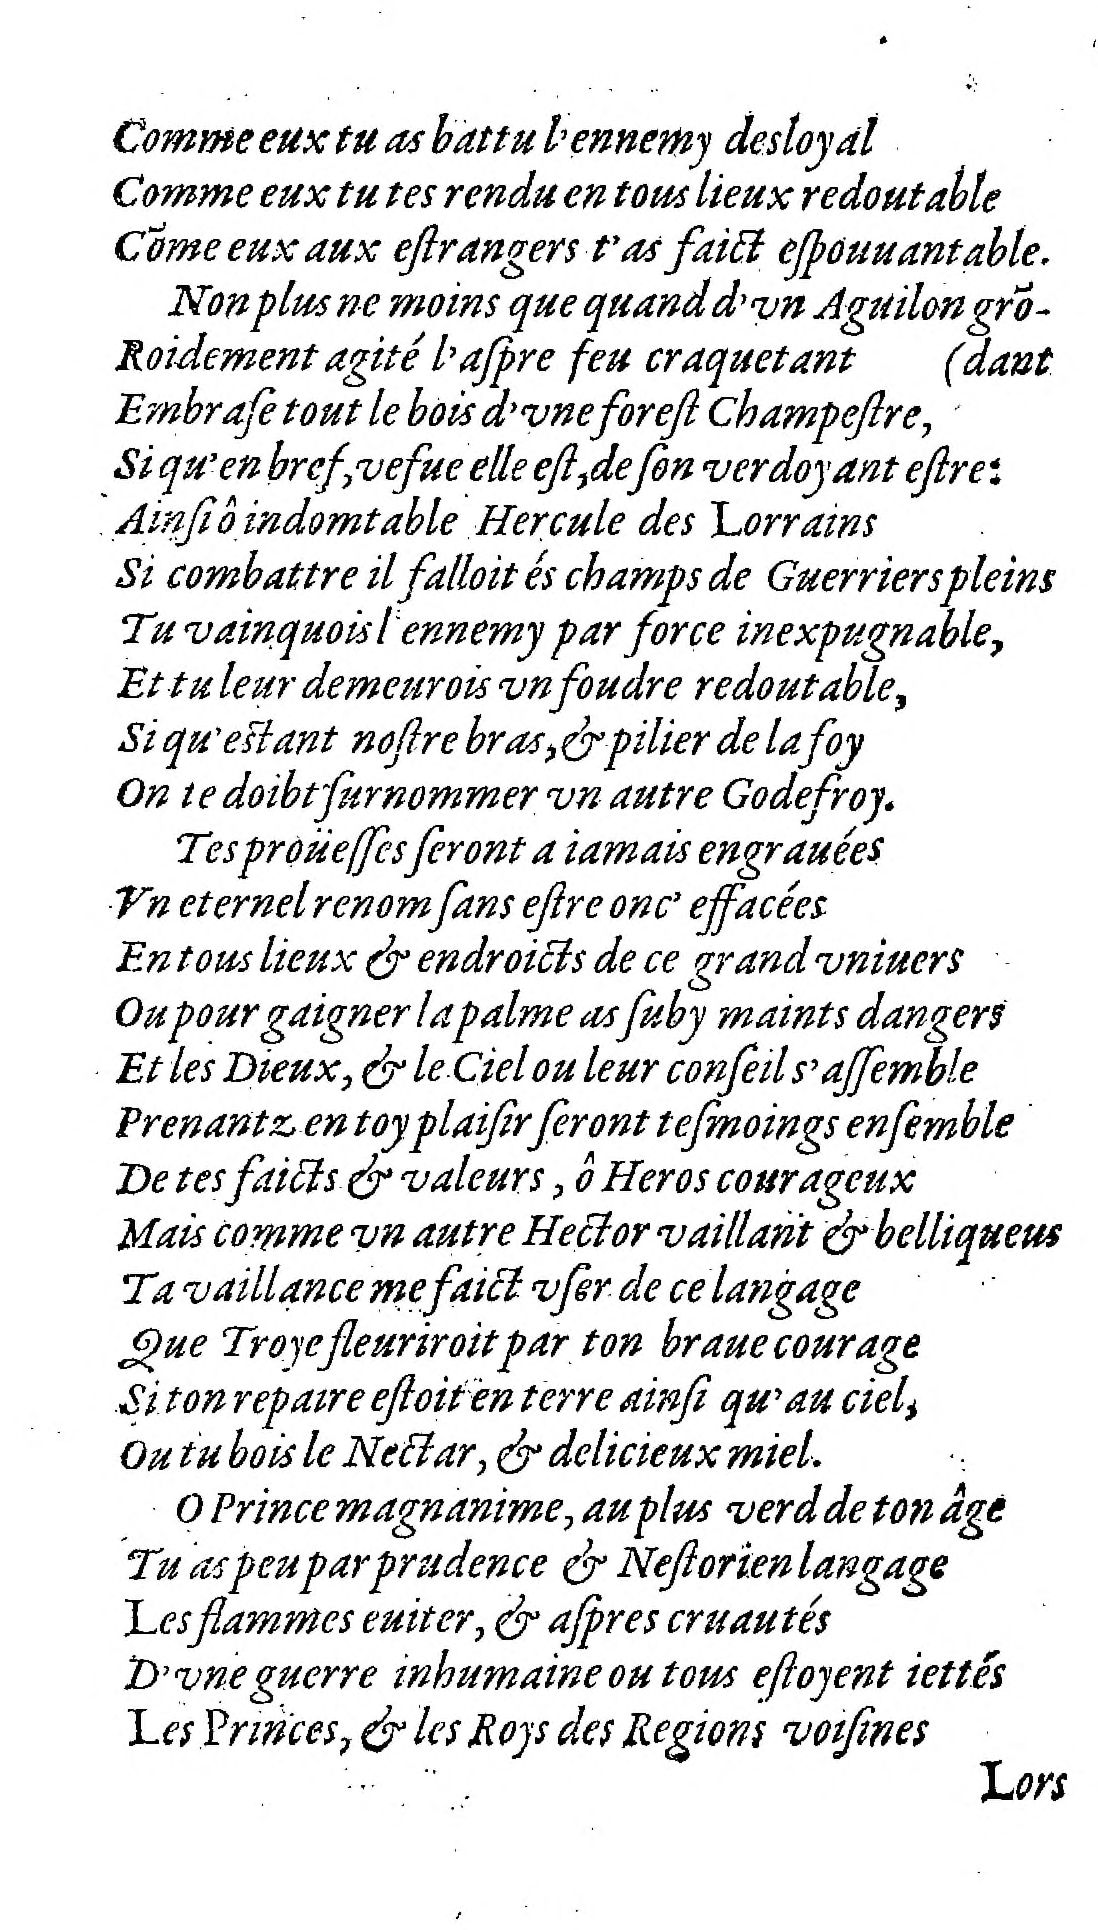 Comme eux tu as battu l'ennemy desloyal
Comme eux tu tes rendu en tous lieux redoutable
Cõme eux aux eſtrangers t'as faict eſpouuantable.
Non plus ne moins que quand d'vn Aguilon grõ-
Roidement agité l'aſpre feu craquetant (dant
Embraſe tout le bois d'vne foreſt Champeſtre,
Si qu'en bref, vefue elle eſt, de ſon verdoyant eſtre:
Ainſi ô indomtable Hercule des Lorrains
Si combattre il falloit és champs de Guerriers pleins
Tu vainquois l'ennemy par force inexpugnable,
Et tu leur demeurois vn foudre redoutable,
Si qu'estant noſtre bras, & pilier de la foy
On te doibt ſurnommer vn autre Godefroy.
Tes proüeſſes ſeront a iamais engrauées
Vn eternel renom ſans eſtre onc' effacées
En tous lieux & endroicts de ce grand vniuers
Ou pour gaigner la palme as ſuby maints dangers
Et les Dieux, & le Ciel ou leur conſeil s'aſſemble
Prenantz en toy plaiſir ſeront teſmoings enſemble
De tes faicts & valeurs, ô Heros courageux
Mais comme vn autre Hector vaillant & belliqueus
Ta vaillance me faict vſer de ce langage
Que Troye fleuriroit par ton braue courage
Si ton repaire eſtoit en terre ainſi qu'au ciel,
Ou tu bois le Nectar, & delicieux miel.
O Prince magnanime, au plus verd de ton âge
Tu as peu par prudence & Neſtorien langage
Les flammes euiter, & aſpres cruautés
D'vne guerre inhumaine ou tous eſtoyent iettés
Les Princes, & les Roys des Regions voiſines
Lors